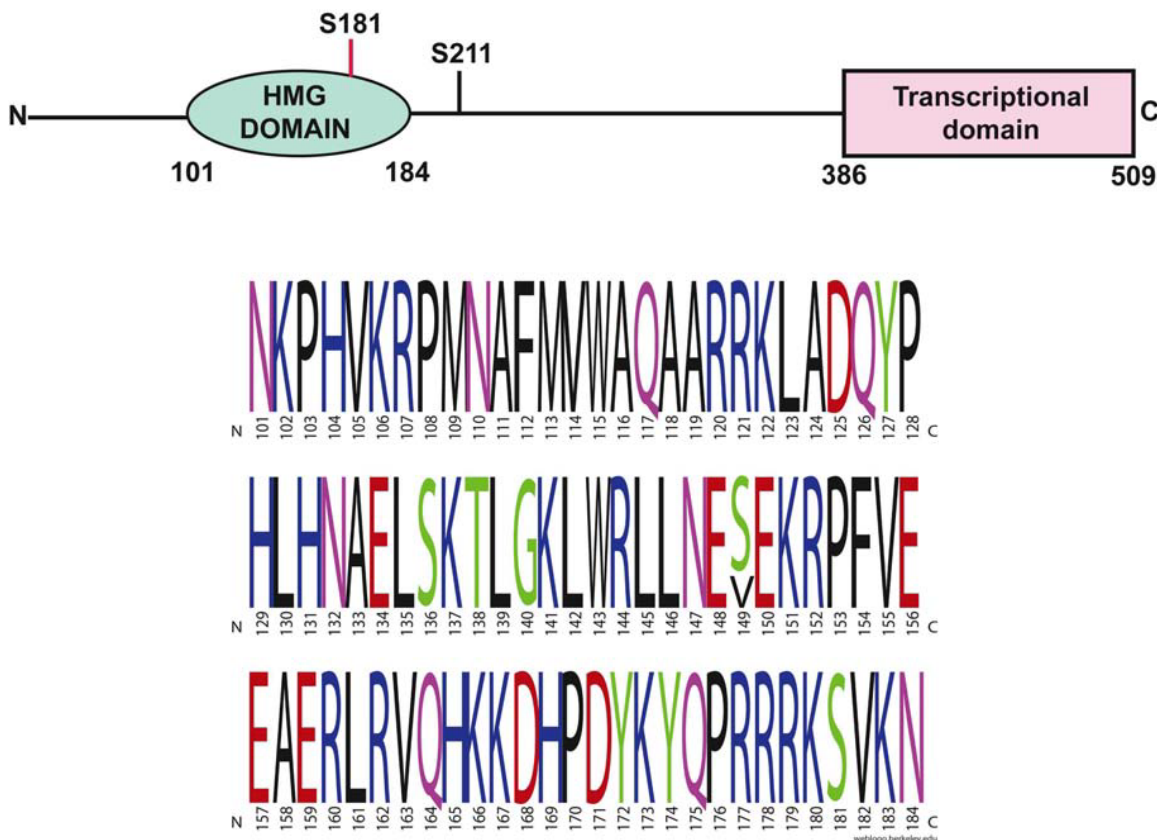 S181
S211
N HMG DOMAIN Transcriptional domain C
101 184 386 509
NKPHVKRPMNAFMVWAQAARRKLADQYP
N 101 102 103 104 105 106 107 108 109 110 111 112 113 114 115 116 117 118 119 120 121 122 123 124 125 126 127 128 C
HLHNAELSKTLGKLWRLLNESEKRPFVE
V
N 129 130 131 132 133 134 135 136 137 138 139 140 141 142 143 144 145 146 147 148 149 150 151 152 153 154 155 156 C
EAERLRVQHKKDHPDYKYQPRRRKSVKN
N 157 158 159 160 161 162 163 164 165 166 167 168 169 170 171 172 173 174 175 176 177 178 179 180 181 182 183 184 C
weblogo.berkeley.edu